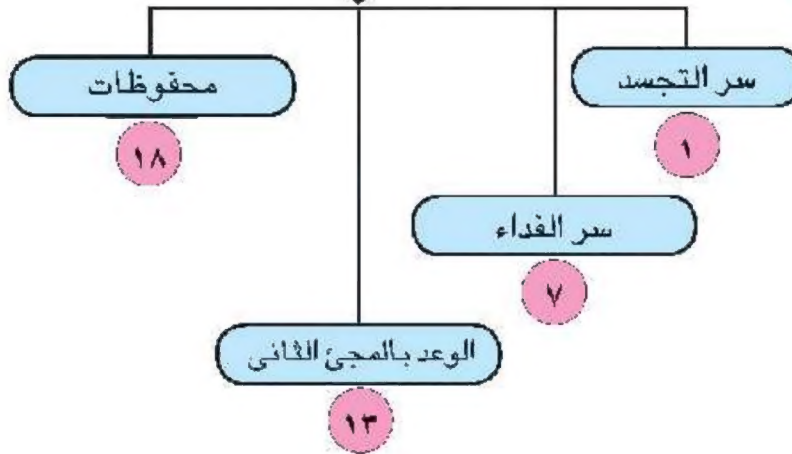 سر التجسد
١
سر الفداء
٧
الوعد بالمجئ الثانى
١٣
محفوظات
١٨